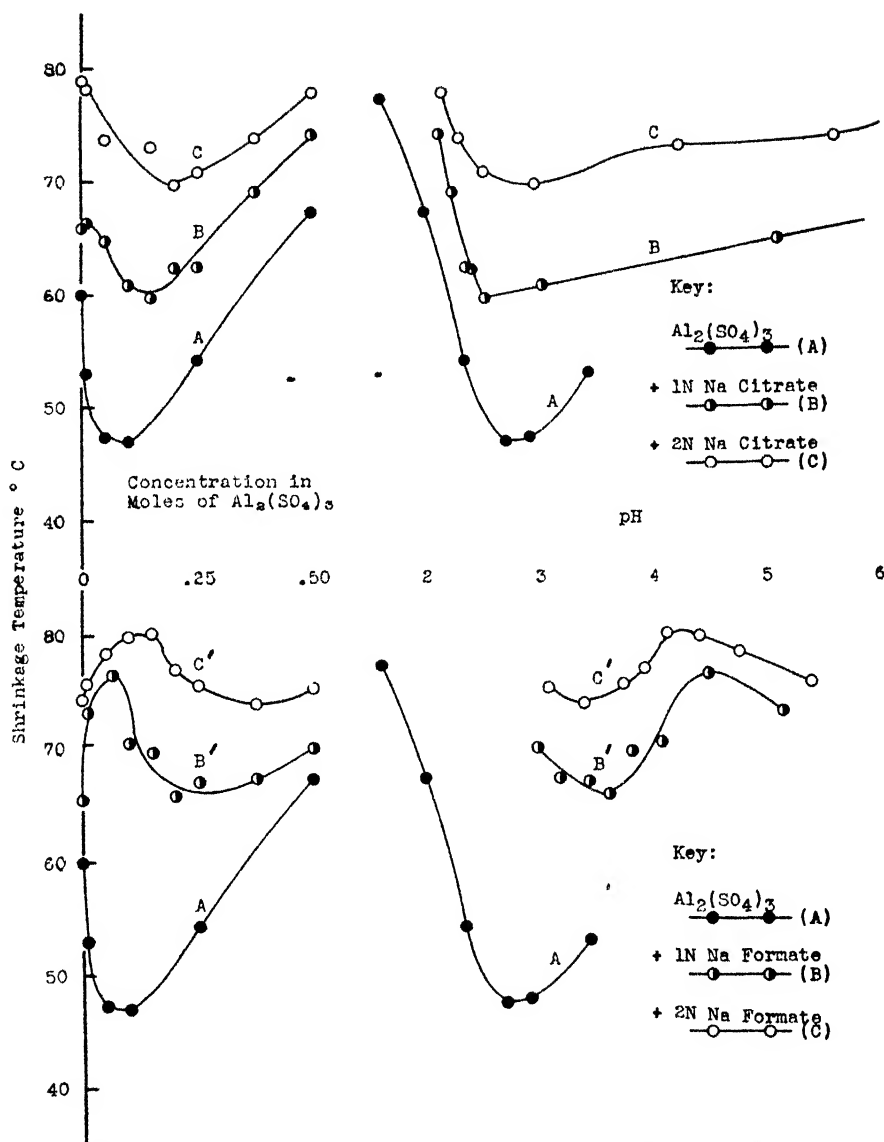 80
70
60
50
40
Shrinkage Temperature ° C
C
B
A
C
B
A
Concentration in
Moles of Al₂(SO₄)₃
pH
Key:
Al₂(SO₄)₃
(A)
+ 1N Na Citrate
(B)
+ 2N Na Citrate
(C)
0 .25 .50 2 3 4 5 6
80
70
60
50
40
C′
B′
A
C′
B′
A
Key:
Al₂(SO₄)₃
(A)
+ 1N Na Formate
(B)
+ 2N Na Formate
(C)